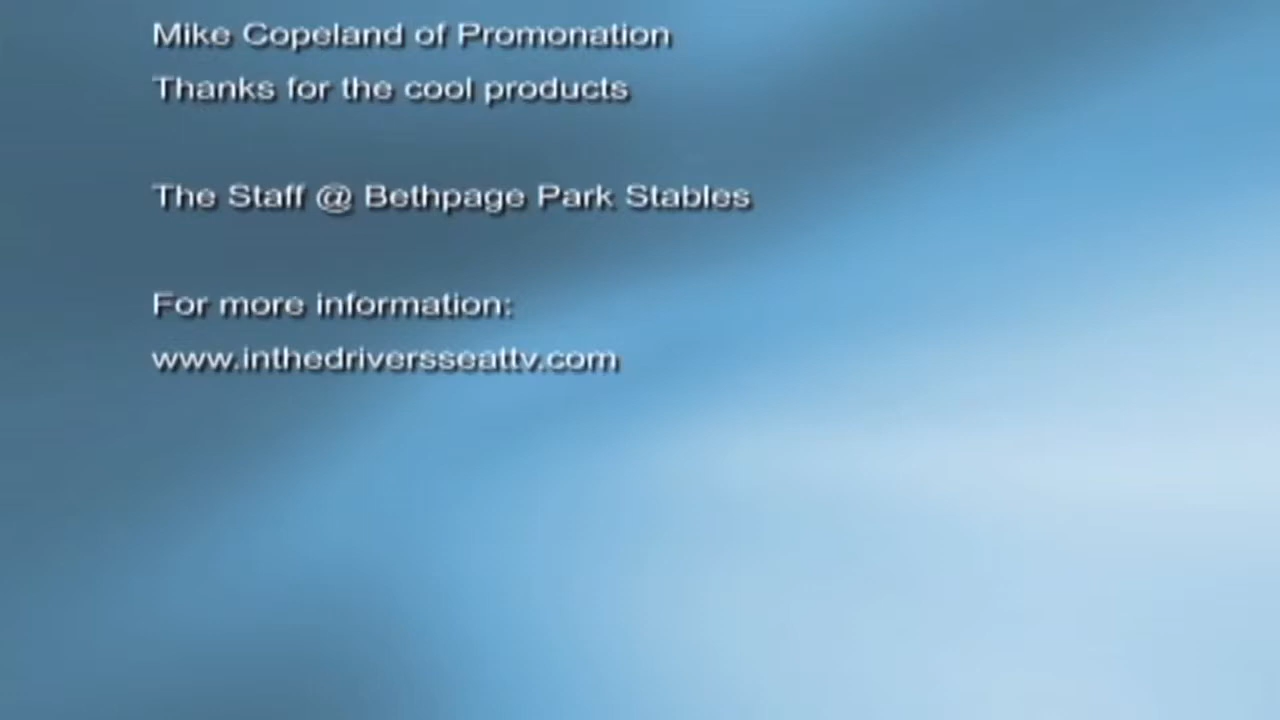 Mike Copeland of Promonation
Thanks for the cool products
The Staff @ Bethpage Park Stables
For more information:
www.inthedriversseattv.com